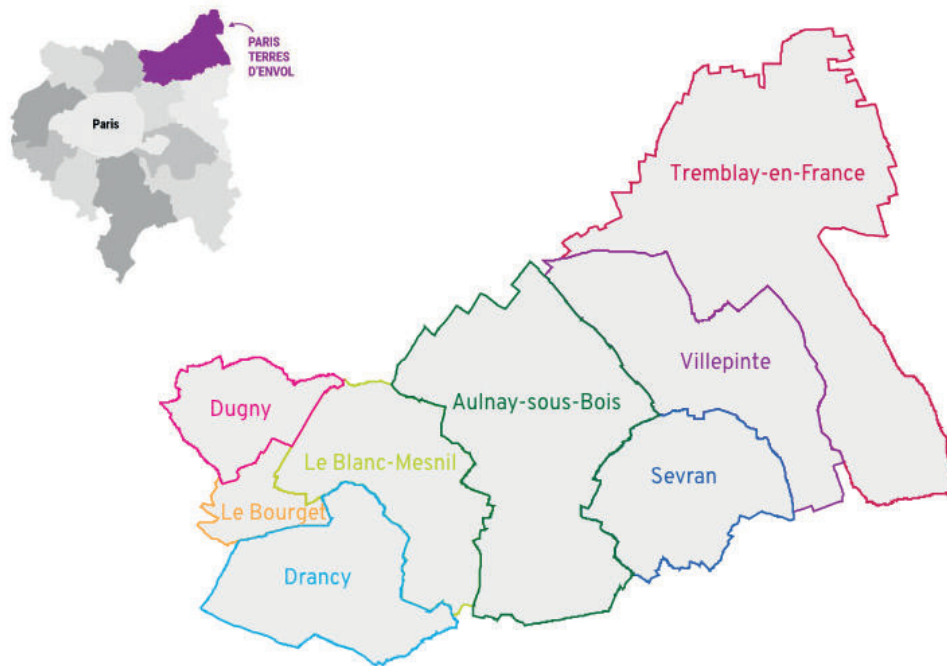 PARIS
TERRES
D'ENVOL
Paris
Tremblay-en-France
Villepinte
Aulnay-sous-Bois
Dugny
Le Blanc-Mesnil
Sevran
Le Bourget
Drancy